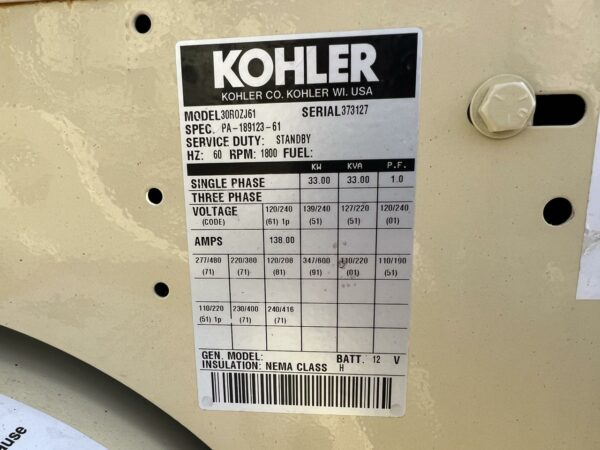 KOHLER
KOHLER CO. KOHLER WI. USA
MODEL 30ROZJ61 SERIAL 373127
SPEC. PA-189123-61
SERVICE DUTY: STANDBY
HZ: 60 RPM: 1800 FUEL:
KW KVA P.F.
SINGLE PHASE 33.00 33.00 1.0
THREE PHASE
VOLTAGE 120/240 139/240 127/220 120/240
(CODE) (61) 1p (51) (51) (01)
AMPS 138.00
277/480 220/380 120/208 347/600 110/220 110/190
(71) (71) (81) (91) (01) (51)
110/220 230/400 240/416
(51) 1p (71) (71)
GEN. MODEL: BATT. 12 V
INSULATION: NEMA CLASS H
ause